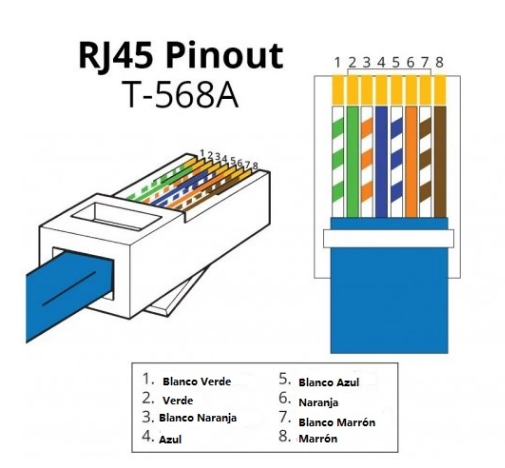 RJ45 Pinout
T-568A
1 2 3 4 5 6 7 8
1 2 3 4 5 6 7 8
1. Blanco Verde
2. Verde
3. Blanco Naranja
4. Azul
5. Blanco Azul
6. Naranja
7. Blanco Marrón
8. Marrón